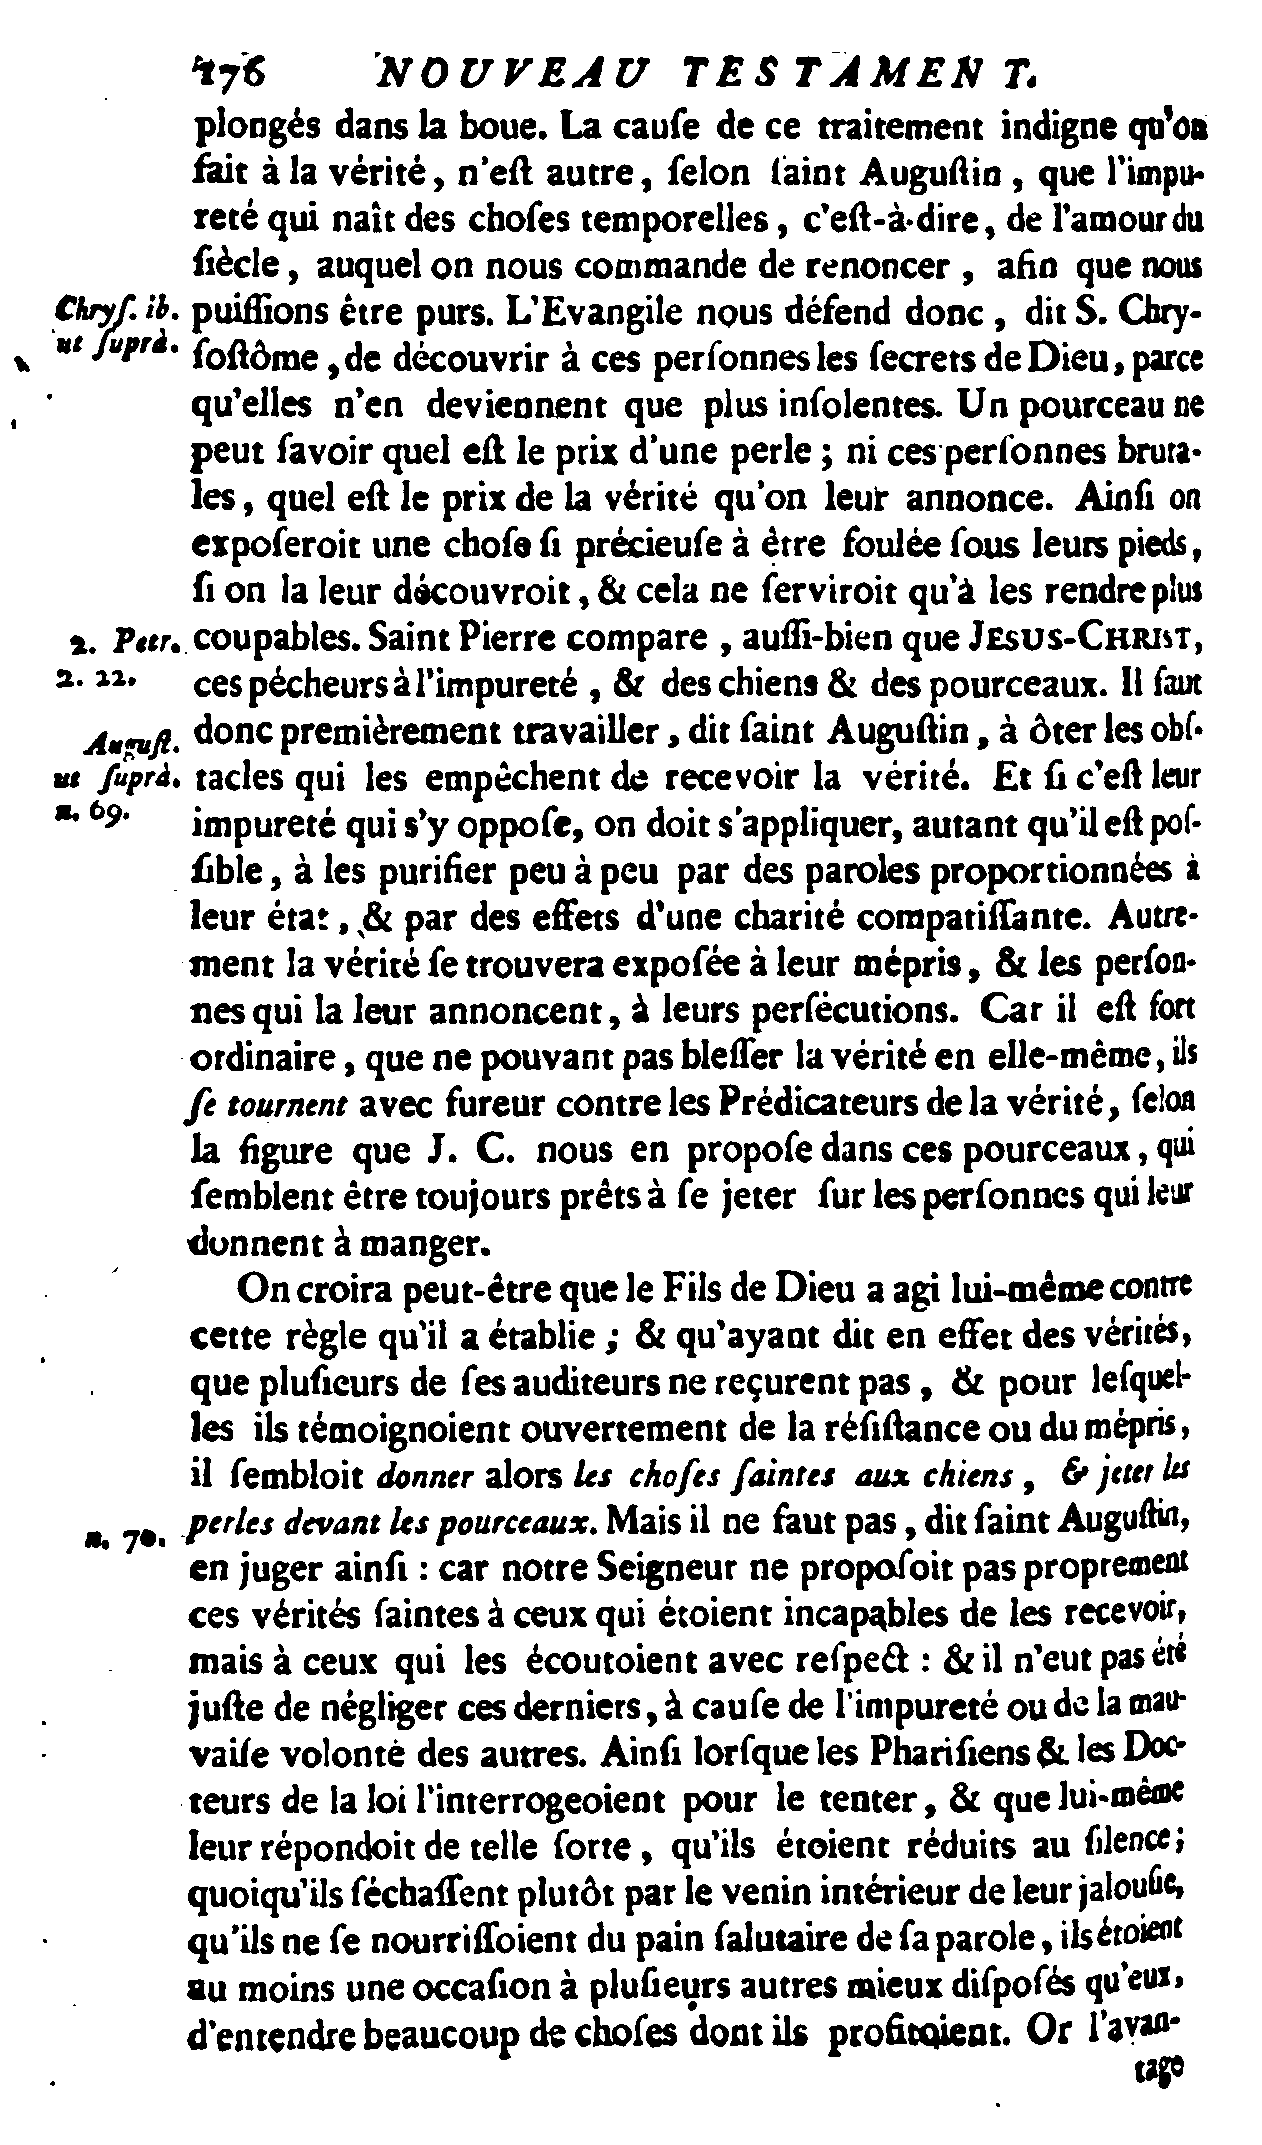 176 NOUVEAU TESTAMENT.
plongés dans la boue. La cauſe de ce traitement indigne qu'on
fait à la vérité, n'eſt autre, ſelon ſaint Auguſtin, que l'impu-
reté qui naît des choſes temporelles, c'eſt-à-dire, de l'amour du
ſiècle, auquel on nous commande de renoncer, afin que nous
Chryſ. ib. puiſſions être purs. L'Evangile nous défend donc, dit S. Chry-
ut ſuprà. ſoſtôme, de découvrir à ces perſonnes les ſecrets de Dieu, parce
qu'elles n'en deviennent que plus inſolentes. Un pourceau ne
peut ſavoir quel eſt le prix d'une perle; ni ces perſonnes bruta-
les, quel eſt le prix de la vérité qu'on leur annonce. Ainſi on
expoſeroit une choſe ſi précieuſe à être foulée ſous leurs pieds,
ſi on la leur découvroit, & cela ne ſerviroit qu'à les rendre plus
2. Petr. coupables. Saint Pierre compare, auſſi-bien que JESUS-CHRIST,
2. 22. ces pécheurs à l'impureté, & des chiens & des pourceaux. Il faut
Auguſt. donc premièrement travailler, dit ſaint Auguſtin, à ôter les obſ-
ut ſuprà. tacles qui les empêchent de recevoir la vérité. Et ſi c'eſt leur
n. 69. impureté qui s'y oppoſe, on doit s'appliquer, autant qu'il eſt poſ-
ſible, à les purifier peu à peu par des paroles proportionnées à
leur état, & par des effets d'une charité compatiſſante. Autre-
ment la vérité ſe trouvera expoſée à leur mépris, & les perſon-
nes qui la leur annoncent, à leurs perſécutions. Car il eſt fort
ordinaire, que ne pouvant pas bleſſer la vérité en elle-même, ils
ſe tournent avec fureur contre les Prédicateurs de la vérité, ſelon
la figure que J. C. nous en propoſe dans ces pourceaux, qui
ſemblent être toujours prêts à ſe jeter ſur les perſonnes qui leur
donnent à manger.
On croira peut-être que le Fils de Dieu a agi lui-même contre
cette règle qu'il a établie; & qu'ayant dit en effet des vérités,
que pluſieurs de ſes auditeurs ne reçurent pas, & pour leſquel-
les ils témoignoient ouvertement de la réſiſtance ou du mépris,
il ſembloit donner alors les choſes ſaintes aux chiens, & jeter les
n. 70. perles devant les pourceaux. Mais il ne faut pas, dit ſaint Auguſtin,
en juger ainſi : car notre Seigneur ne propoſoit pas proprement
ces vérités ſaintes à ceux qui étoient incapables de les recevoir,
mais à ceux qui les écoutoient avec reſpect : & il n'eut pas été
juſte de négliger ces derniers, à cauſe de l'impureté ou de la mau-
vaiſe volonté des autres. Ainſi lorſque les Phariſiens & les Doc-
teurs de la loi l'interrogeoient pour le tenter, & que lui-même
leur répondoit de telle ſorte, qu'ils étoient réduits au ſilence;
quoiqu'ils ſéchaſſent plutôt par le venin intérieur de leur jalouſie,
qu'ils ne ſe nourriſſoient du pain ſalutaire de ſa parole, ils étoient
au moins une occaſion à pluſieurs autres mieux diſpoſés qu'eux,
d'entendre beaucoup de choſes dont ils profitoient. Or l'avan-
tage